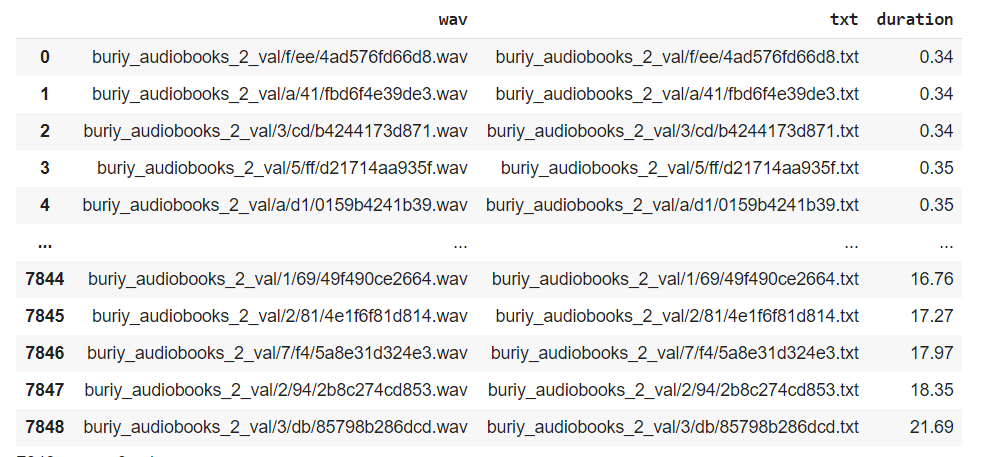 wav txt duration
0 buriy_audiobooks_2_val/f/ee/4ad576fd66d8.wav buriy_audiobooks_2_val/f/ee/4ad576fd66d8.txt 0.34
1 buriy_audiobooks_2_val/a/41/fbd6f4e39de3.wav buriy_audiobooks_2_val/a/41/fbd6f4e39de3.txt 0.34
2 buriy_audiobooks_2_val/3/cd/b4244173d871.wav buriy_audiobooks_2_val/3/cd/b4244173d871.txt 0.34
3 buriy_audiobooks_2_val/5/ff/d21714aa935f.wav buriy_audiobooks_2_val/5/ff/d21714aa935f.txt 0.35
4 buriy_audiobooks_2_val/a/d1/0159b4241b39.wav buriy_audiobooks_2_val/a/d1/0159b4241b39.txt 0.35
... ... ... ...
7844 buriy_audiobooks_2_val/1/69/49f490ce2664.wav buriy_audiobooks_2_val/1/69/49f490ce2664.txt 16.76
7845 buriy_audiobooks_2_val/2/81/4e1f6f81d814.wav buriy_audiobooks_2_val/2/81/4e1f6f81d814.txt 17.27
7846 buriy_audiobooks_2_val/7/f4/5a8e31d324e3.wav buriy_audiobooks_2_val/7/f4/5a8e31d324e3.txt 17.97
7847 buriy_audiobooks_2_val/2/94/2b8c274cd853.wav buriy_audiobooks_2_val/2/94/2b8c274cd853.txt 18.35
7848 buriy_audiobooks_2_val/3/db/85798b286dcd.wav buriy_audiobooks_2_val/3/db/85798b286dcd.txt 21.69